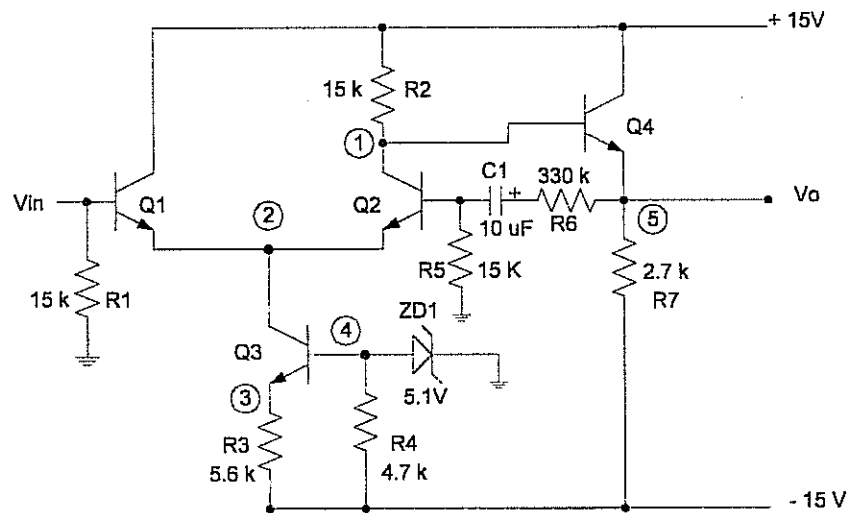 + 15V
15 k
R2
1
Q4
C1
330 k
Vin
Q1
2
Q2
+
Vo
10 uF
R6
5
R5
15 K
2.7 k
R7
15 k
R1
4
ZD1
Q3
5.1V
3
R3
5.6 k
R4
4.7 k
- 15 V